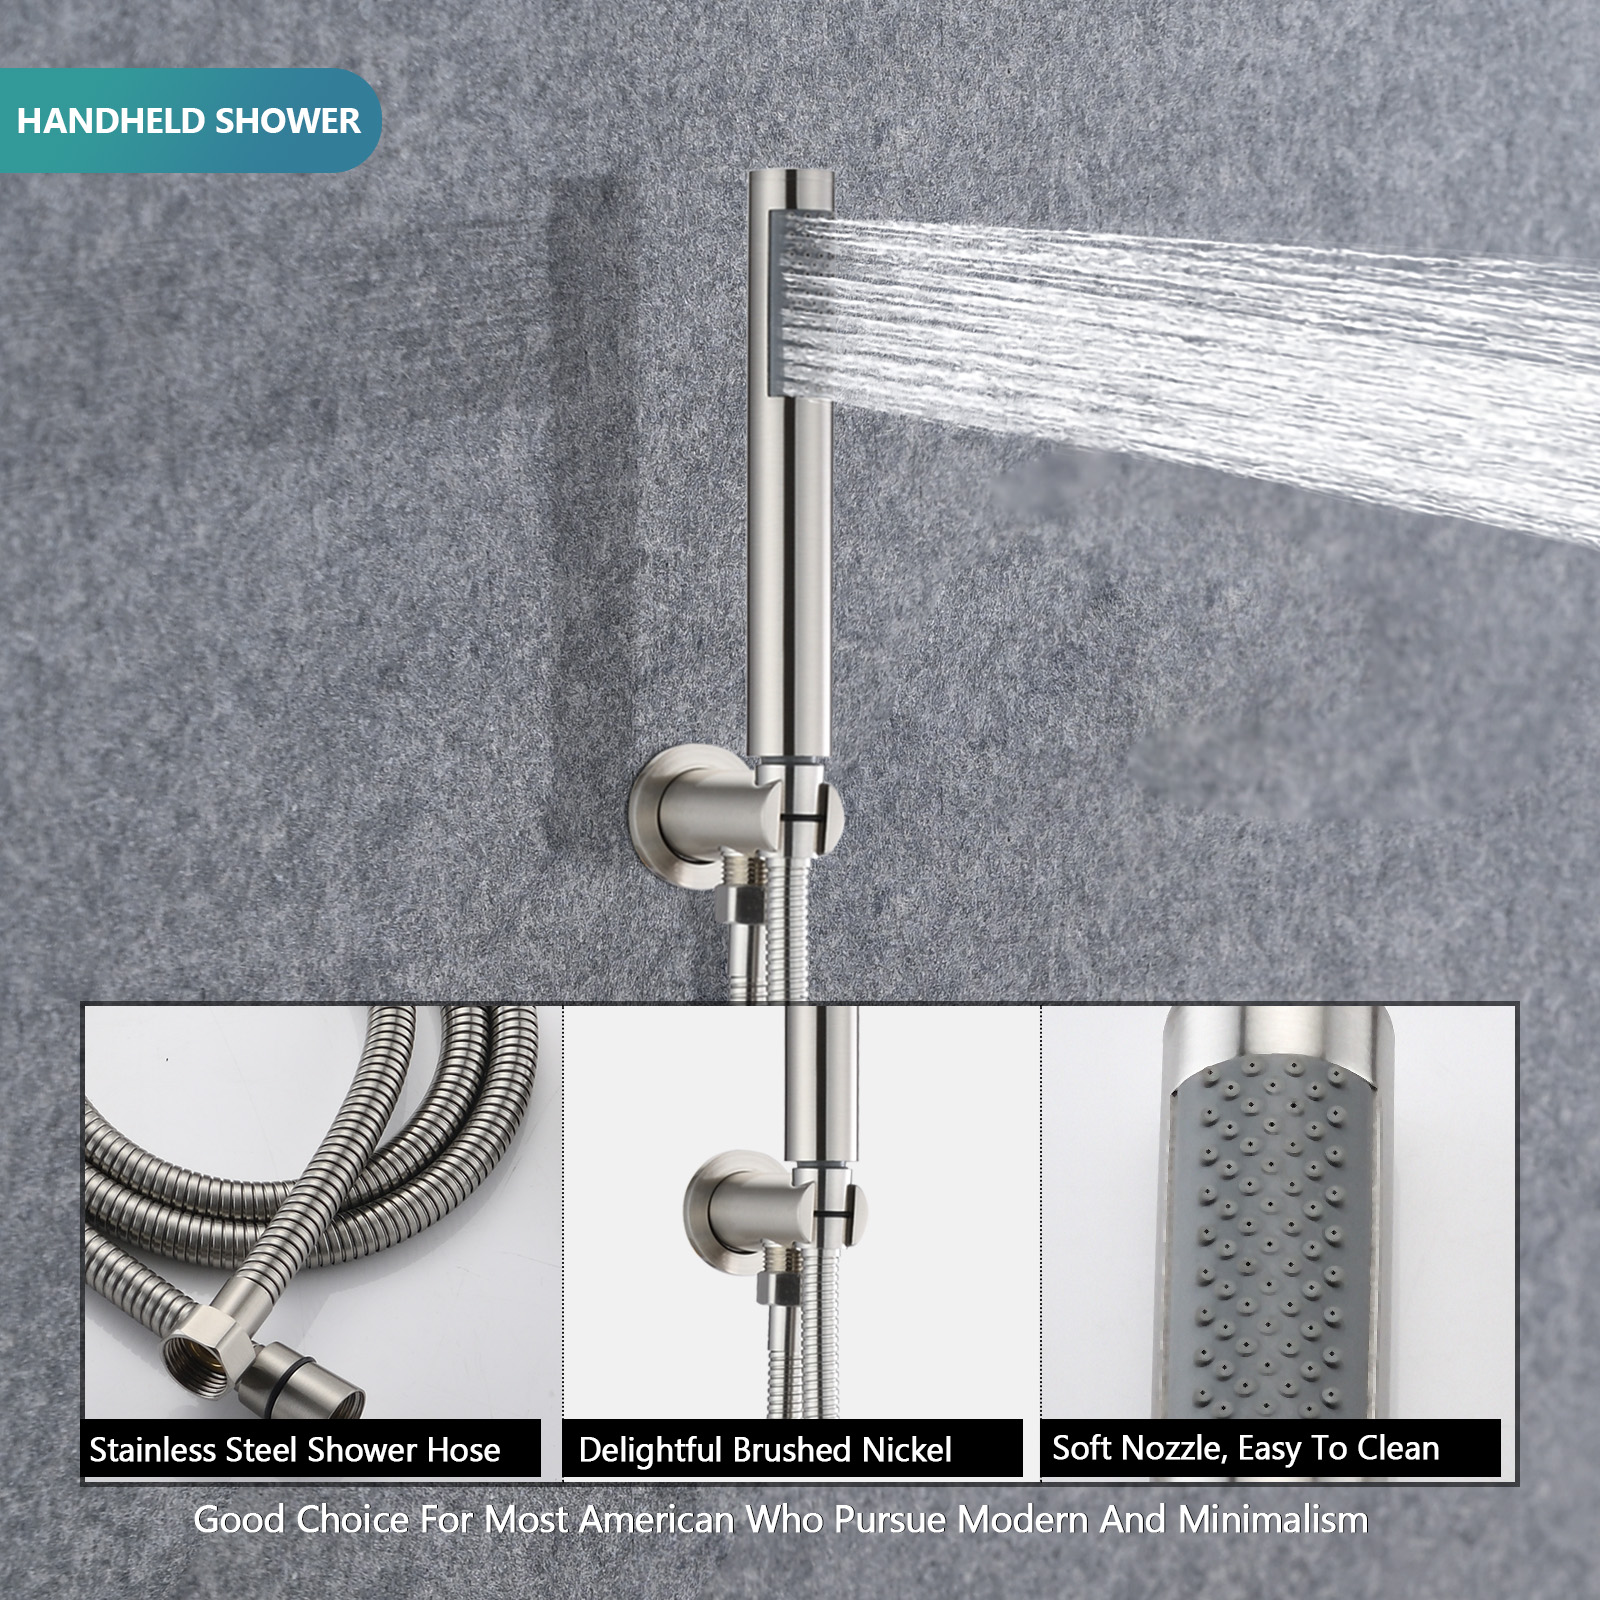 HANDHELD SHOWER
Stainless Steel Shower Hose
Delightful Brushed Nickel
Soft Nozzle, Easy To Clean
Good Choice For Most American Who Pursue Modern And Minimalism